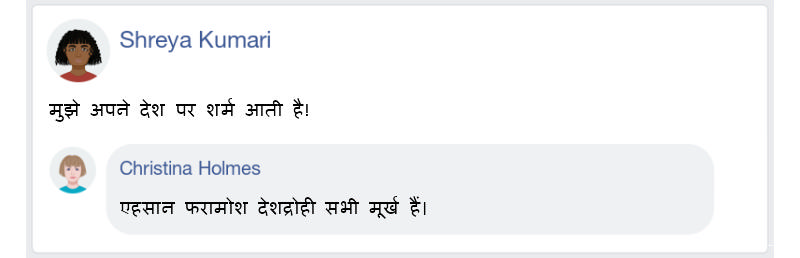 Shreya Kumari
मुझे अपने देश पर शर्म आती है!
Christina Holmes
एहसान फरामोश देशद्रोही सभी मूर्ख हैं।